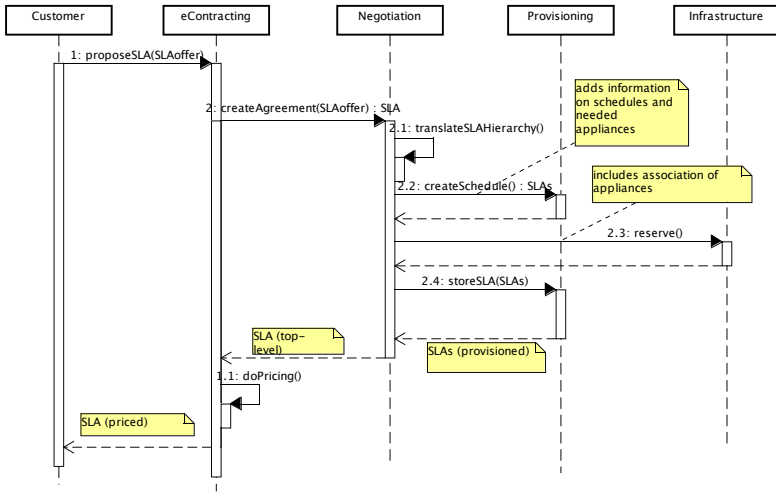 Customer
eContracting
Negotiation
Provisioning
Infrastructure
1: proposeSLA(SLAoffer)
adds information
on schedules and
needed
appliances
2: createAgreement(SLAoffer) : SLA
2.1: translateSLAHierarchy()
includes association of
appliances
2.2: createSchedule() : SLAs
2.3: reserve()
2.4: storeSLA(SLAs)
SLA (top-
level)
SLAs (provisioned)
1.1: doPricing()
SLA (priced)